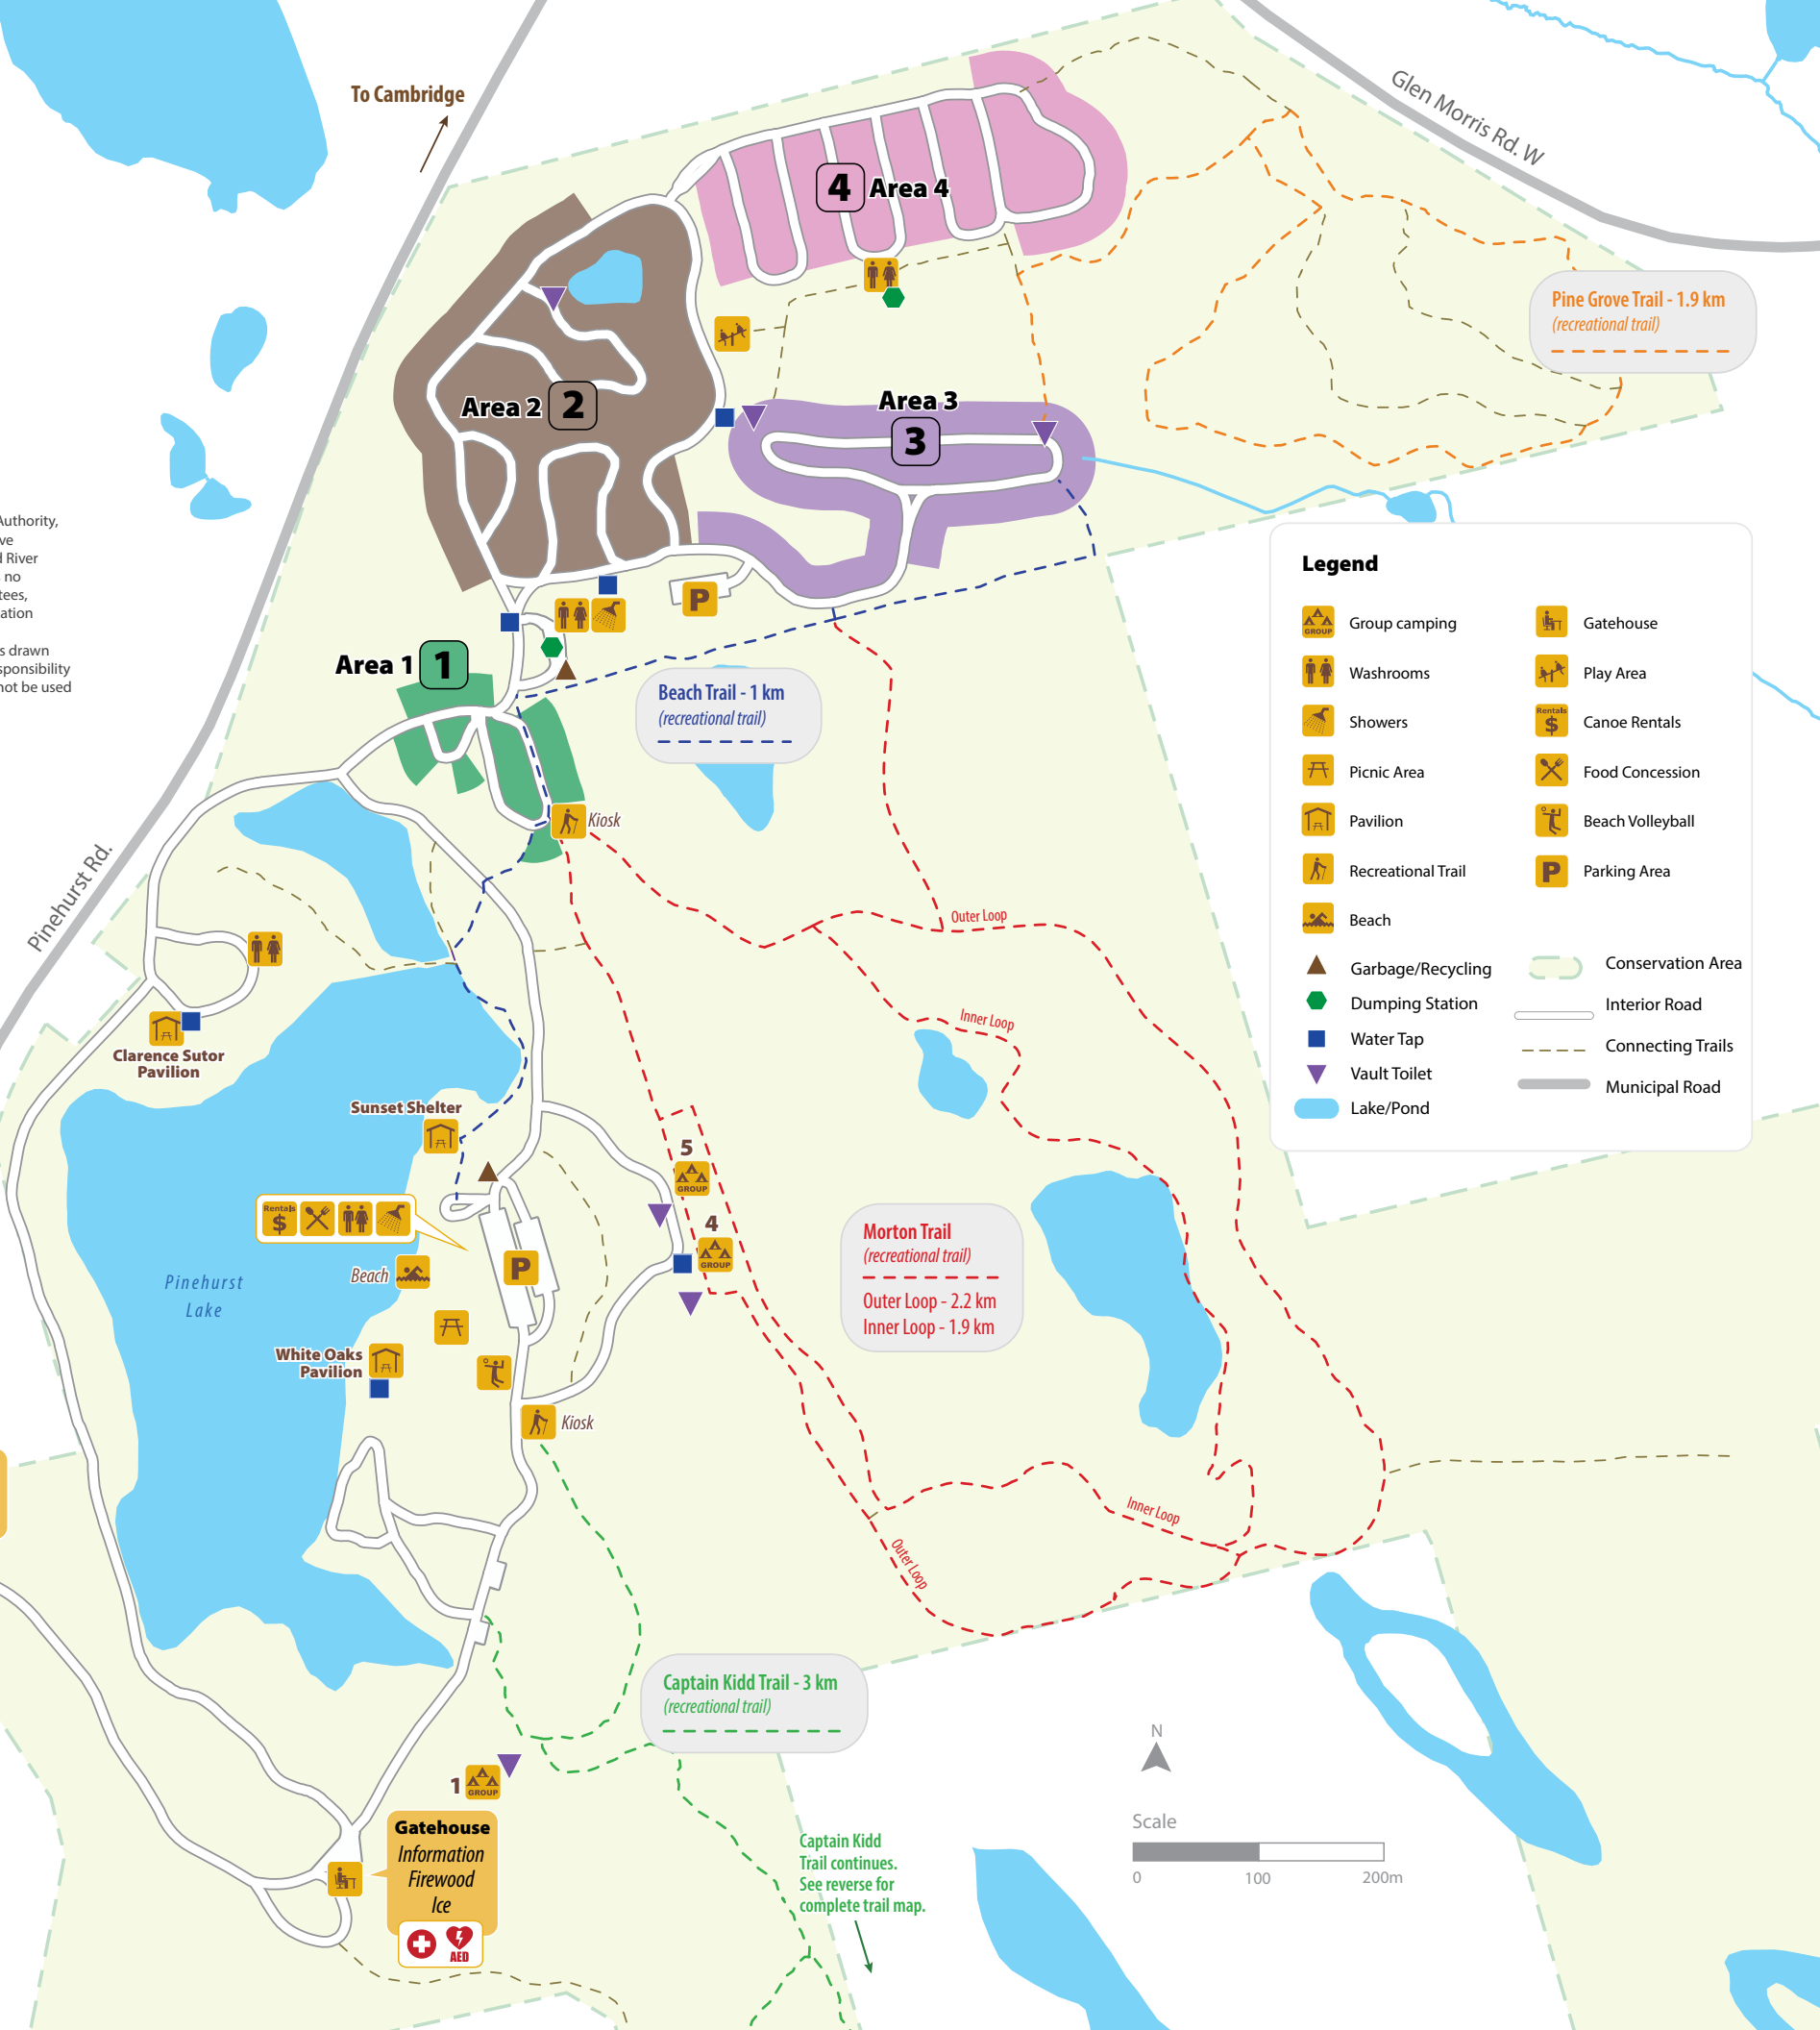 To Cambridge
Glen Morris Rd. W
4 Area 4
Pine Grove Trail - 1.9 km
(recreational trail)
Area 2 2
Area 3
3
Authority,
ve
d River
no
tees,
ation
s drawn
sponsibility
not be used
P
Area 1 1
Beach Trail - 1 km
(recreational trail)
Kiosk
Pinehurst Rd.
Outer Loop
Inner Loop
Clarence Sutor
Pavilion
Sunset Shelter
5
GROUP
4
GROUP
Rentals
$
P
Beach
Pinehurst
Lake
White Oaks
Pavilion
Kiosk
Morton Trail
(recreational trail)
Outer Loop - 2.2 km
Inner Loop - 1.9 km
Inner Loop
Outer Loop
Captain Kidd Trail - 3 km
(recreational trail)
1
GROUP
Gatehouse
Information
Firewood
Ice
AED
Captain Kidd
Trail continues.
See reverse for
complete trail map.
N
Scale
0 100 200m
Legend
GROUP
Group camping
Washrooms
Showers
Picnic Area
Pavilion
Recreational Trail
Beach
Garbage/Recycling
Dumping Station
Water Tap
Vault Toilet
Lake/Pond
Gatehouse
Play Area
Rentals
$
Canoe Rentals
Food Concession
Beach Volleyball
P
Parking Area
Conservation Area
Interior Road
Connecting Trails
Municipal Road